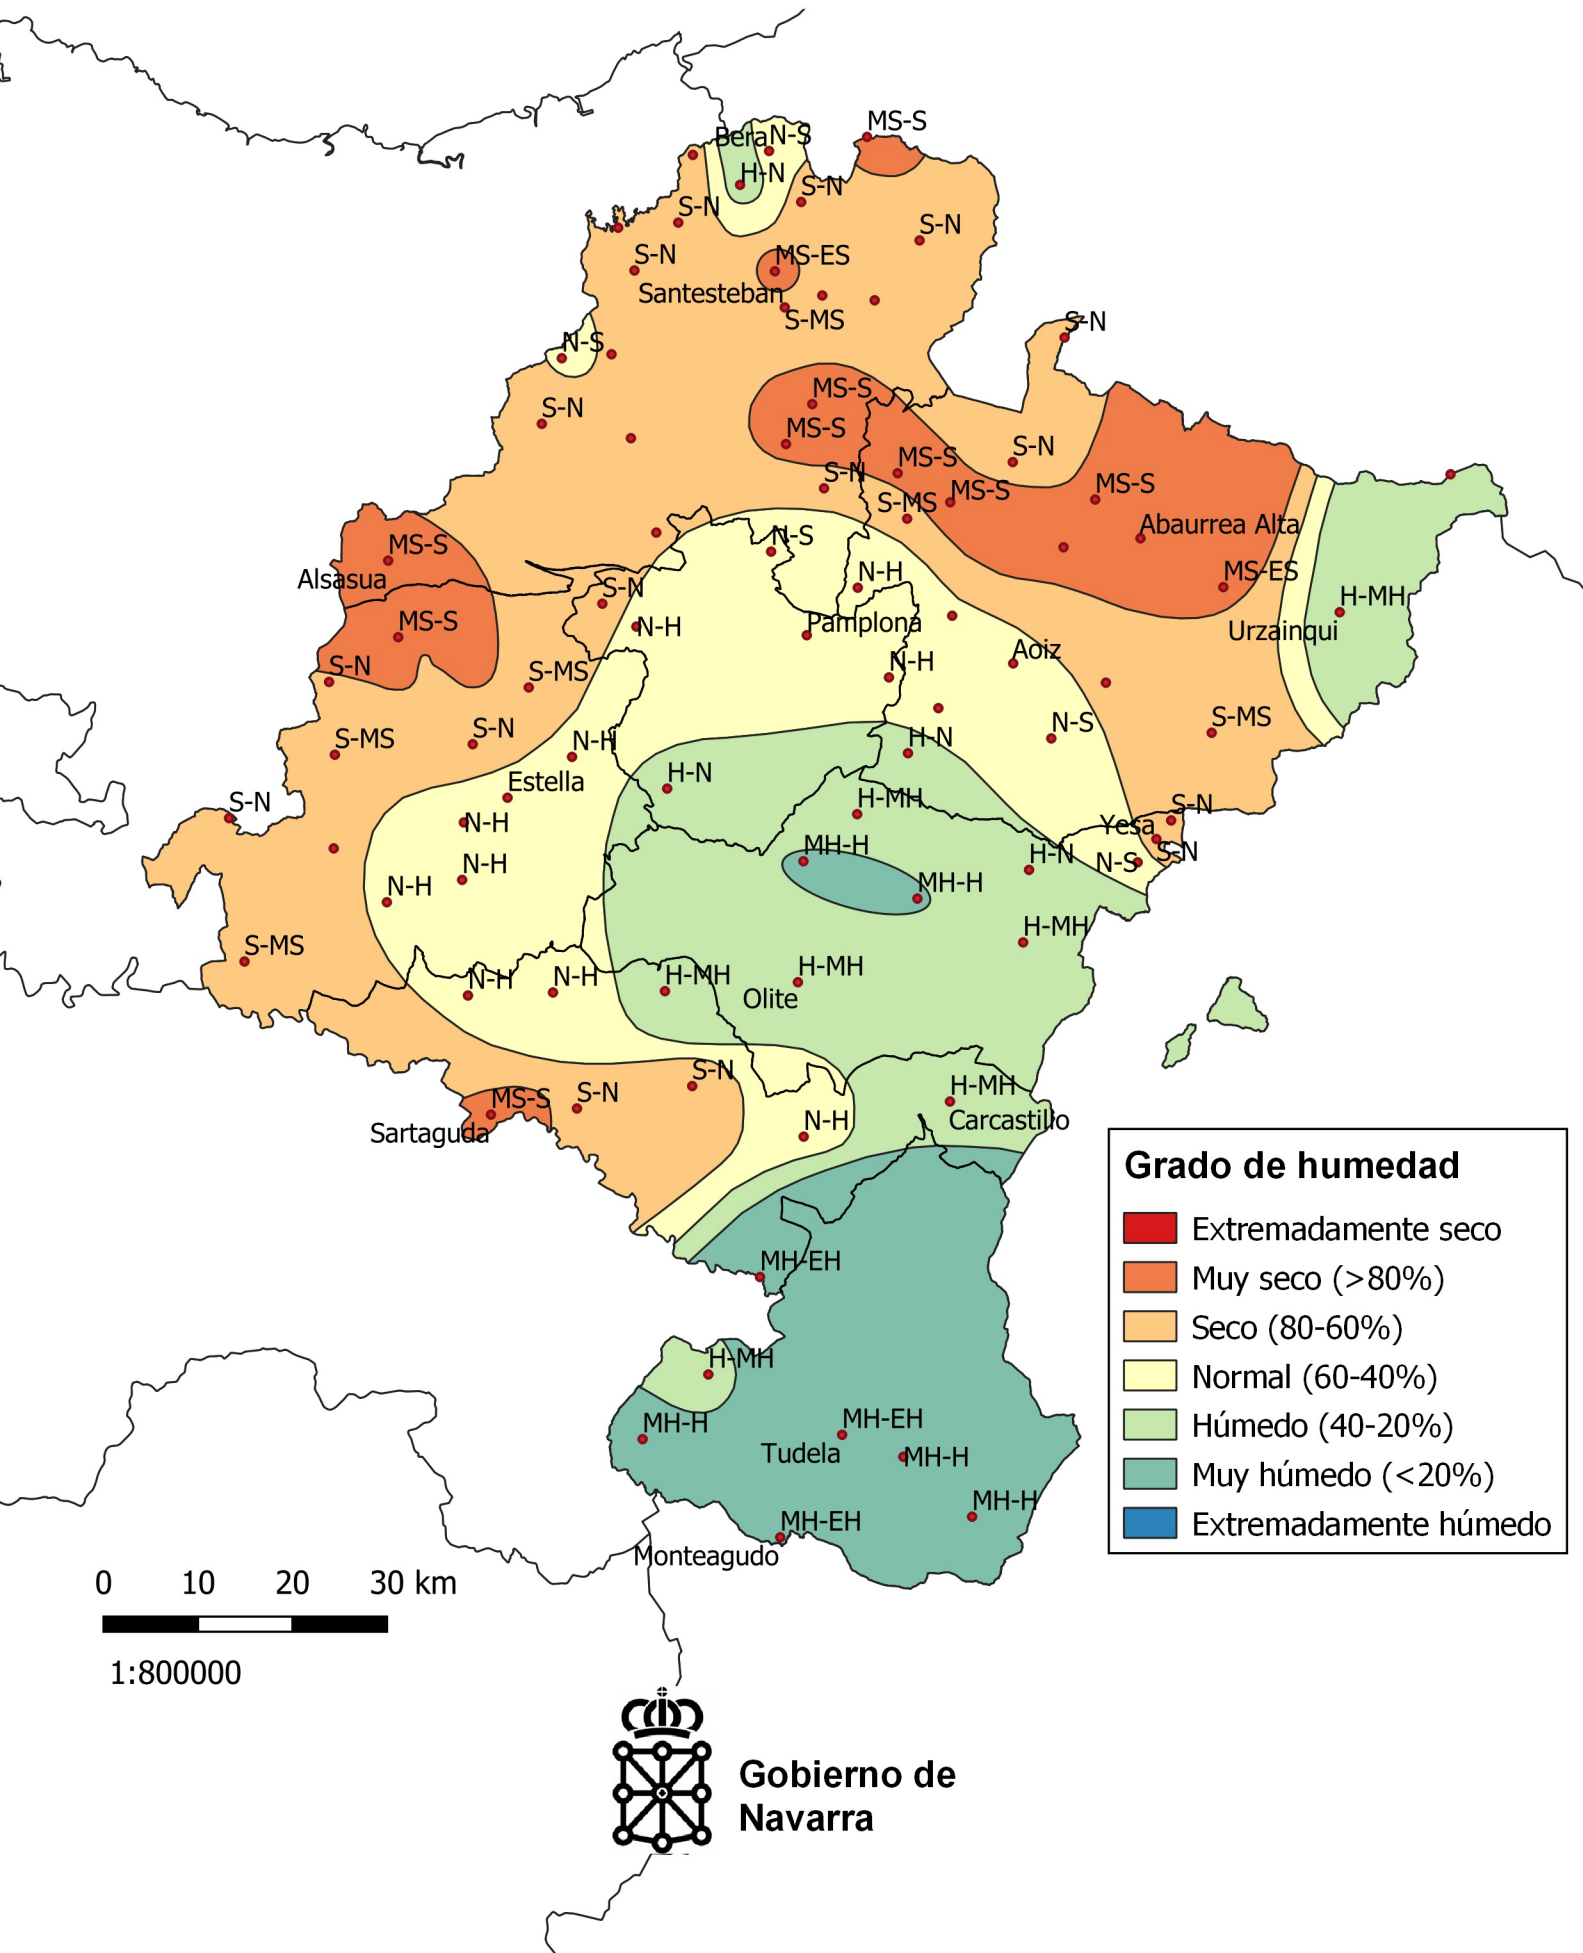 MS-S
Bera
N-S
H-N
S-N
S-N
S-N
S-N
MS-ES
Santesteban
S-MS
S-N
N-S
MS-S
S-N
MS-S
S-N
MS-S
S-N
MS-S
MS-S
S-MS
Abaurrea Alta
N-S
MS-S
Alsasua
N-H
MS-ES
S-N
H-MH
MS-S
N-H
Pamplona
Urzainqui
Aoiz
S-N
S-MS
N-H
S-MS
N-S
S-MS
S-N
N-H
H-N
H-N
Estella
S-N
H-MH
S-N
N-H
Yesa
MH-H
H-N
S-N
N-S
N-H
N-H
MH-H
H-MH
S-MS
N-H
N-H
H-MH
H-MH
Olite
S-N
H-MH
MS-S
S-N
N-H
Carcastillo
Sartaguda
MH-EH
H-MH
MH-H
MH-EH
Tudela
MH-H
MH-H
MH-EH
Monteagudo
Grado de humedad
Extremadamente seco
Muy seco (>80%)
Seco (80-60%)
Normal (60-40%)
Húmedo (40-20%)
Muy húmedo (<20%)
Extremadamente húmedo
0 10 20 30 km
1:800000
Gobierno de
Navarra